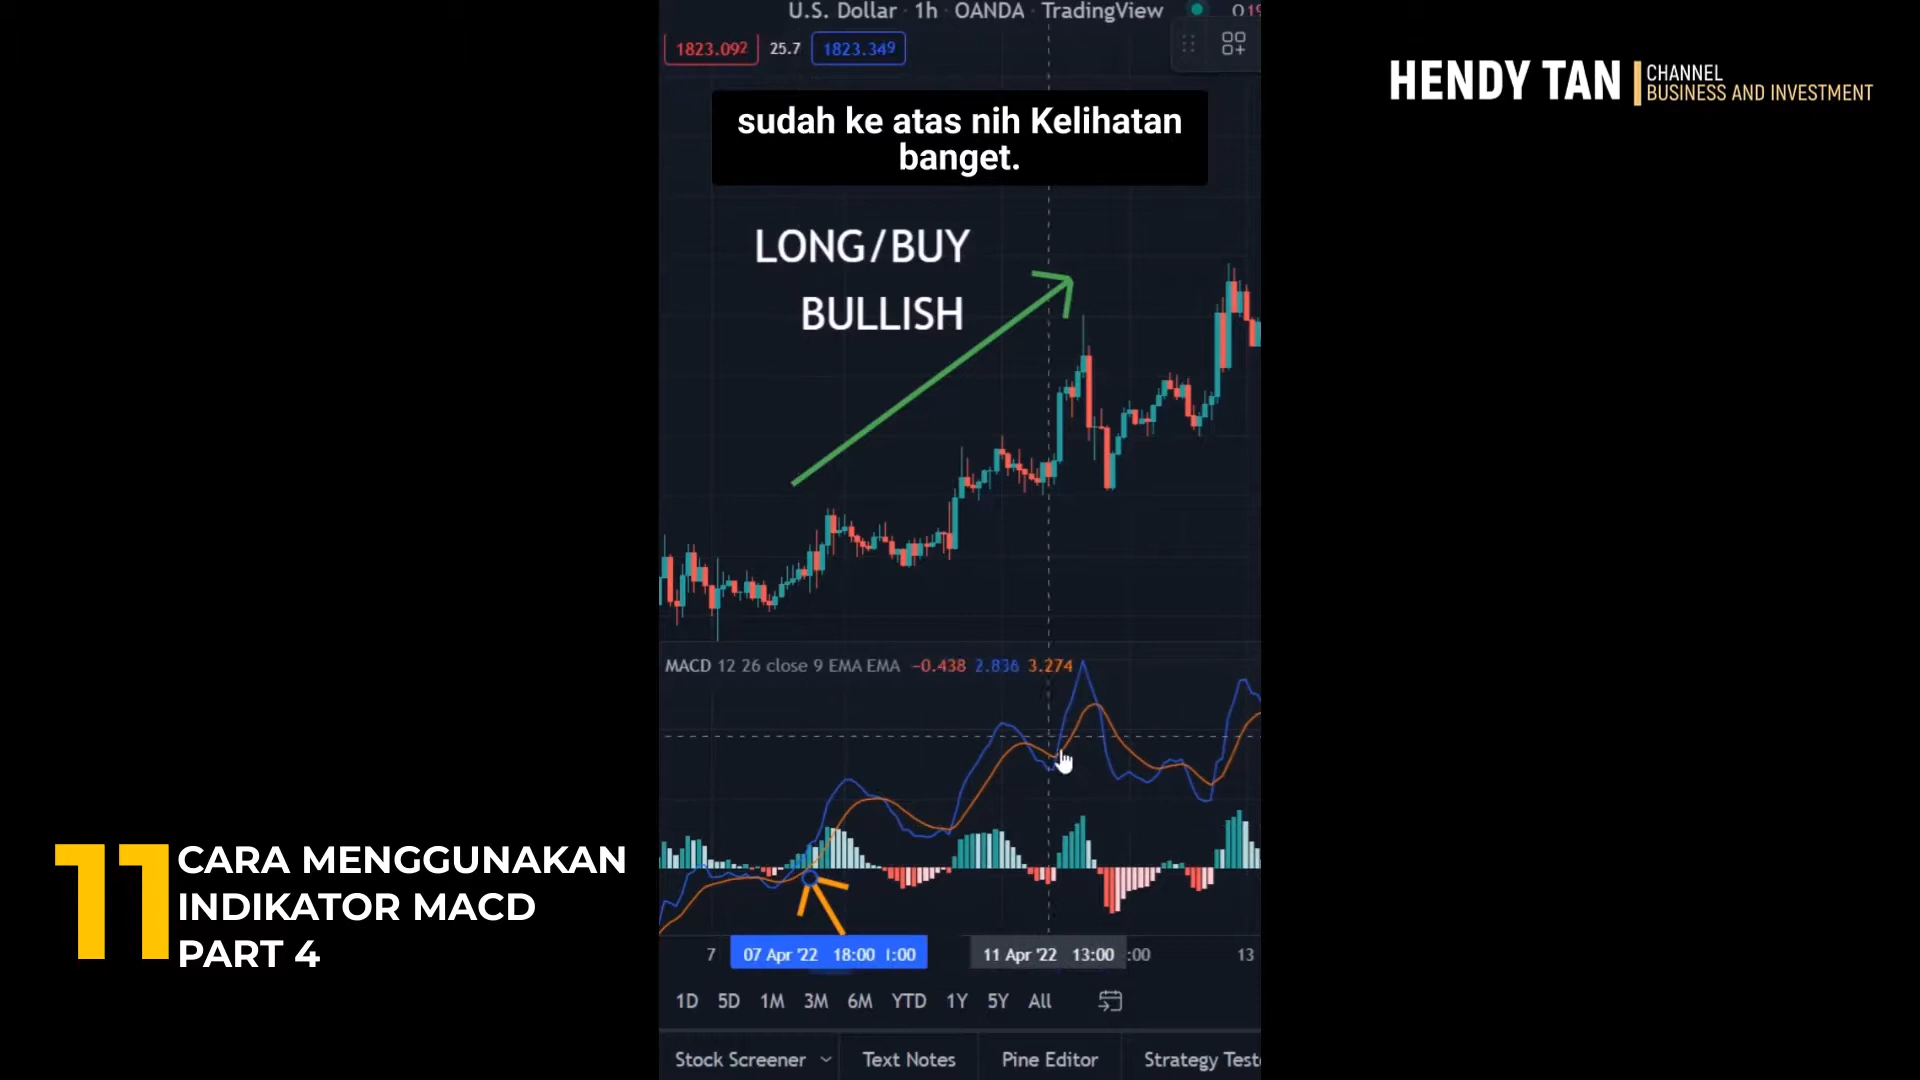 U.S. Dollar · 1h · OANDA · TradingView
1823.092 25.7 1823.349
HENDY TAN
CHANNEL
BUSINESS AND INVESTMENT
sudah ke atas nih Kelihatan
banget.
LONG/BUY
BULLISH
MACD 12 26 close 9 EMA EMA −0.438 2.836 3.274
11
CARA MENGGUNAKAN
INDIKATOR MACD
PART 4
7 07 Apr '22 18:00 11 Apr '22 13:00 :00 13
1D 5D 1M 3M 6M YTD 1Y 5Y All
Stock Screener Text Notes Pine Editor Strategy Test